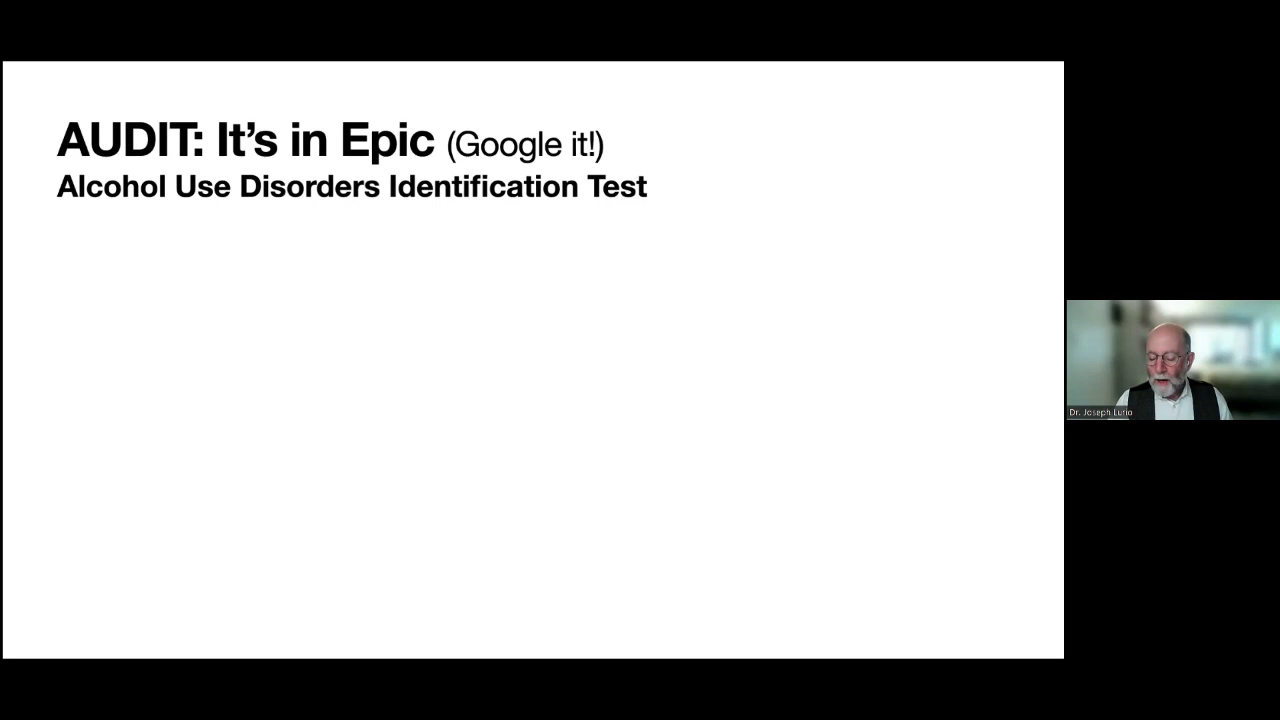 AUDIT: It’s in Epic (Google it!)
Alcohol Use Disorders Identification Test
Dr. Joseph Lurio